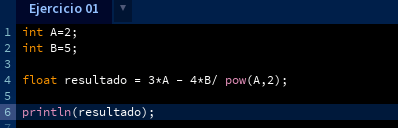 Ejercicio 01 ▼
1 int A=2;
2 int B=5;
3
4 float resultado = 3*A - 4*B/ pow(A,2);
5
6 println(resultado);